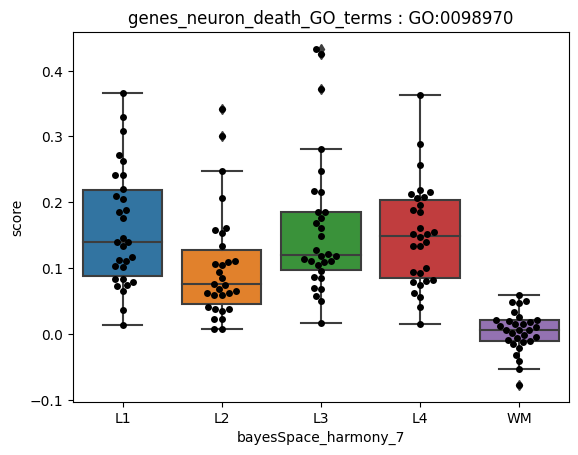 genes_neuron_death_GO_terms : GO:0098970
score
0.4
0.3
0.2
0.1
0.0
−0.1
L1 L2 L3 L4 WM
bayesSpace_harmony_7